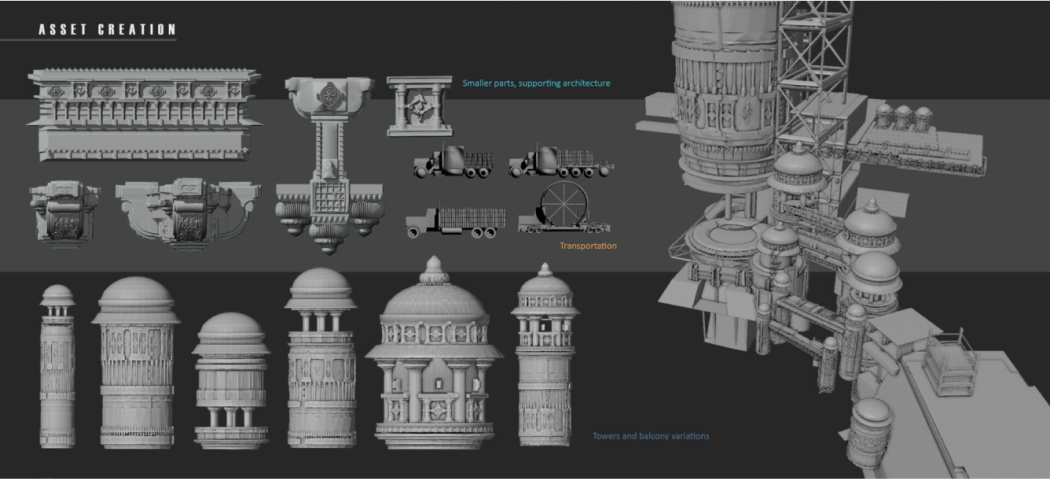 ASSET CREATION
Smaller parts, supporting architecture
Transportation
Towers and balcony variations